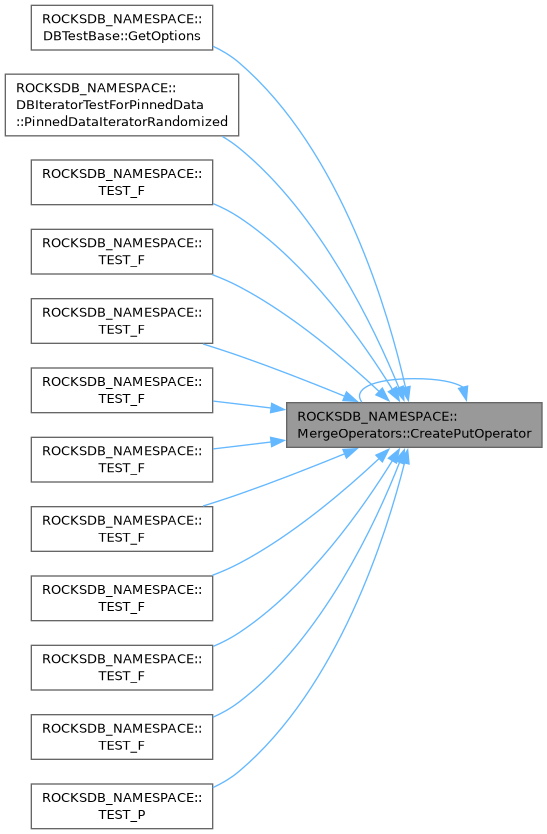 ROCKSDB_NAMESPACE::
DBTestBase::GetOptions
ROCKSDB_NAMESPACE::
DBIteratorTestForPinnedData
::PinnedDataIteratorRandomized
ROCKSDB_NAMESPACE::
TEST_F
ROCKSDB_NAMESPACE::
TEST_F
ROCKSDB_NAMESPACE::
TEST_F
ROCKSDB_NAMESPACE::
TEST_F
ROCKSDB_NAMESPACE::
MergeOperators::CreatePutOperator
ROCKSDB_NAMESPACE::
TEST_F
ROCKSDB_NAMESPACE::
TEST_F
ROCKSDB_NAMESPACE::
TEST_F
ROCKSDB_NAMESPACE::
TEST_F
ROCKSDB_NAMESPACE::
TEST_F
ROCKSDB_NAMESPACE::
TEST_P